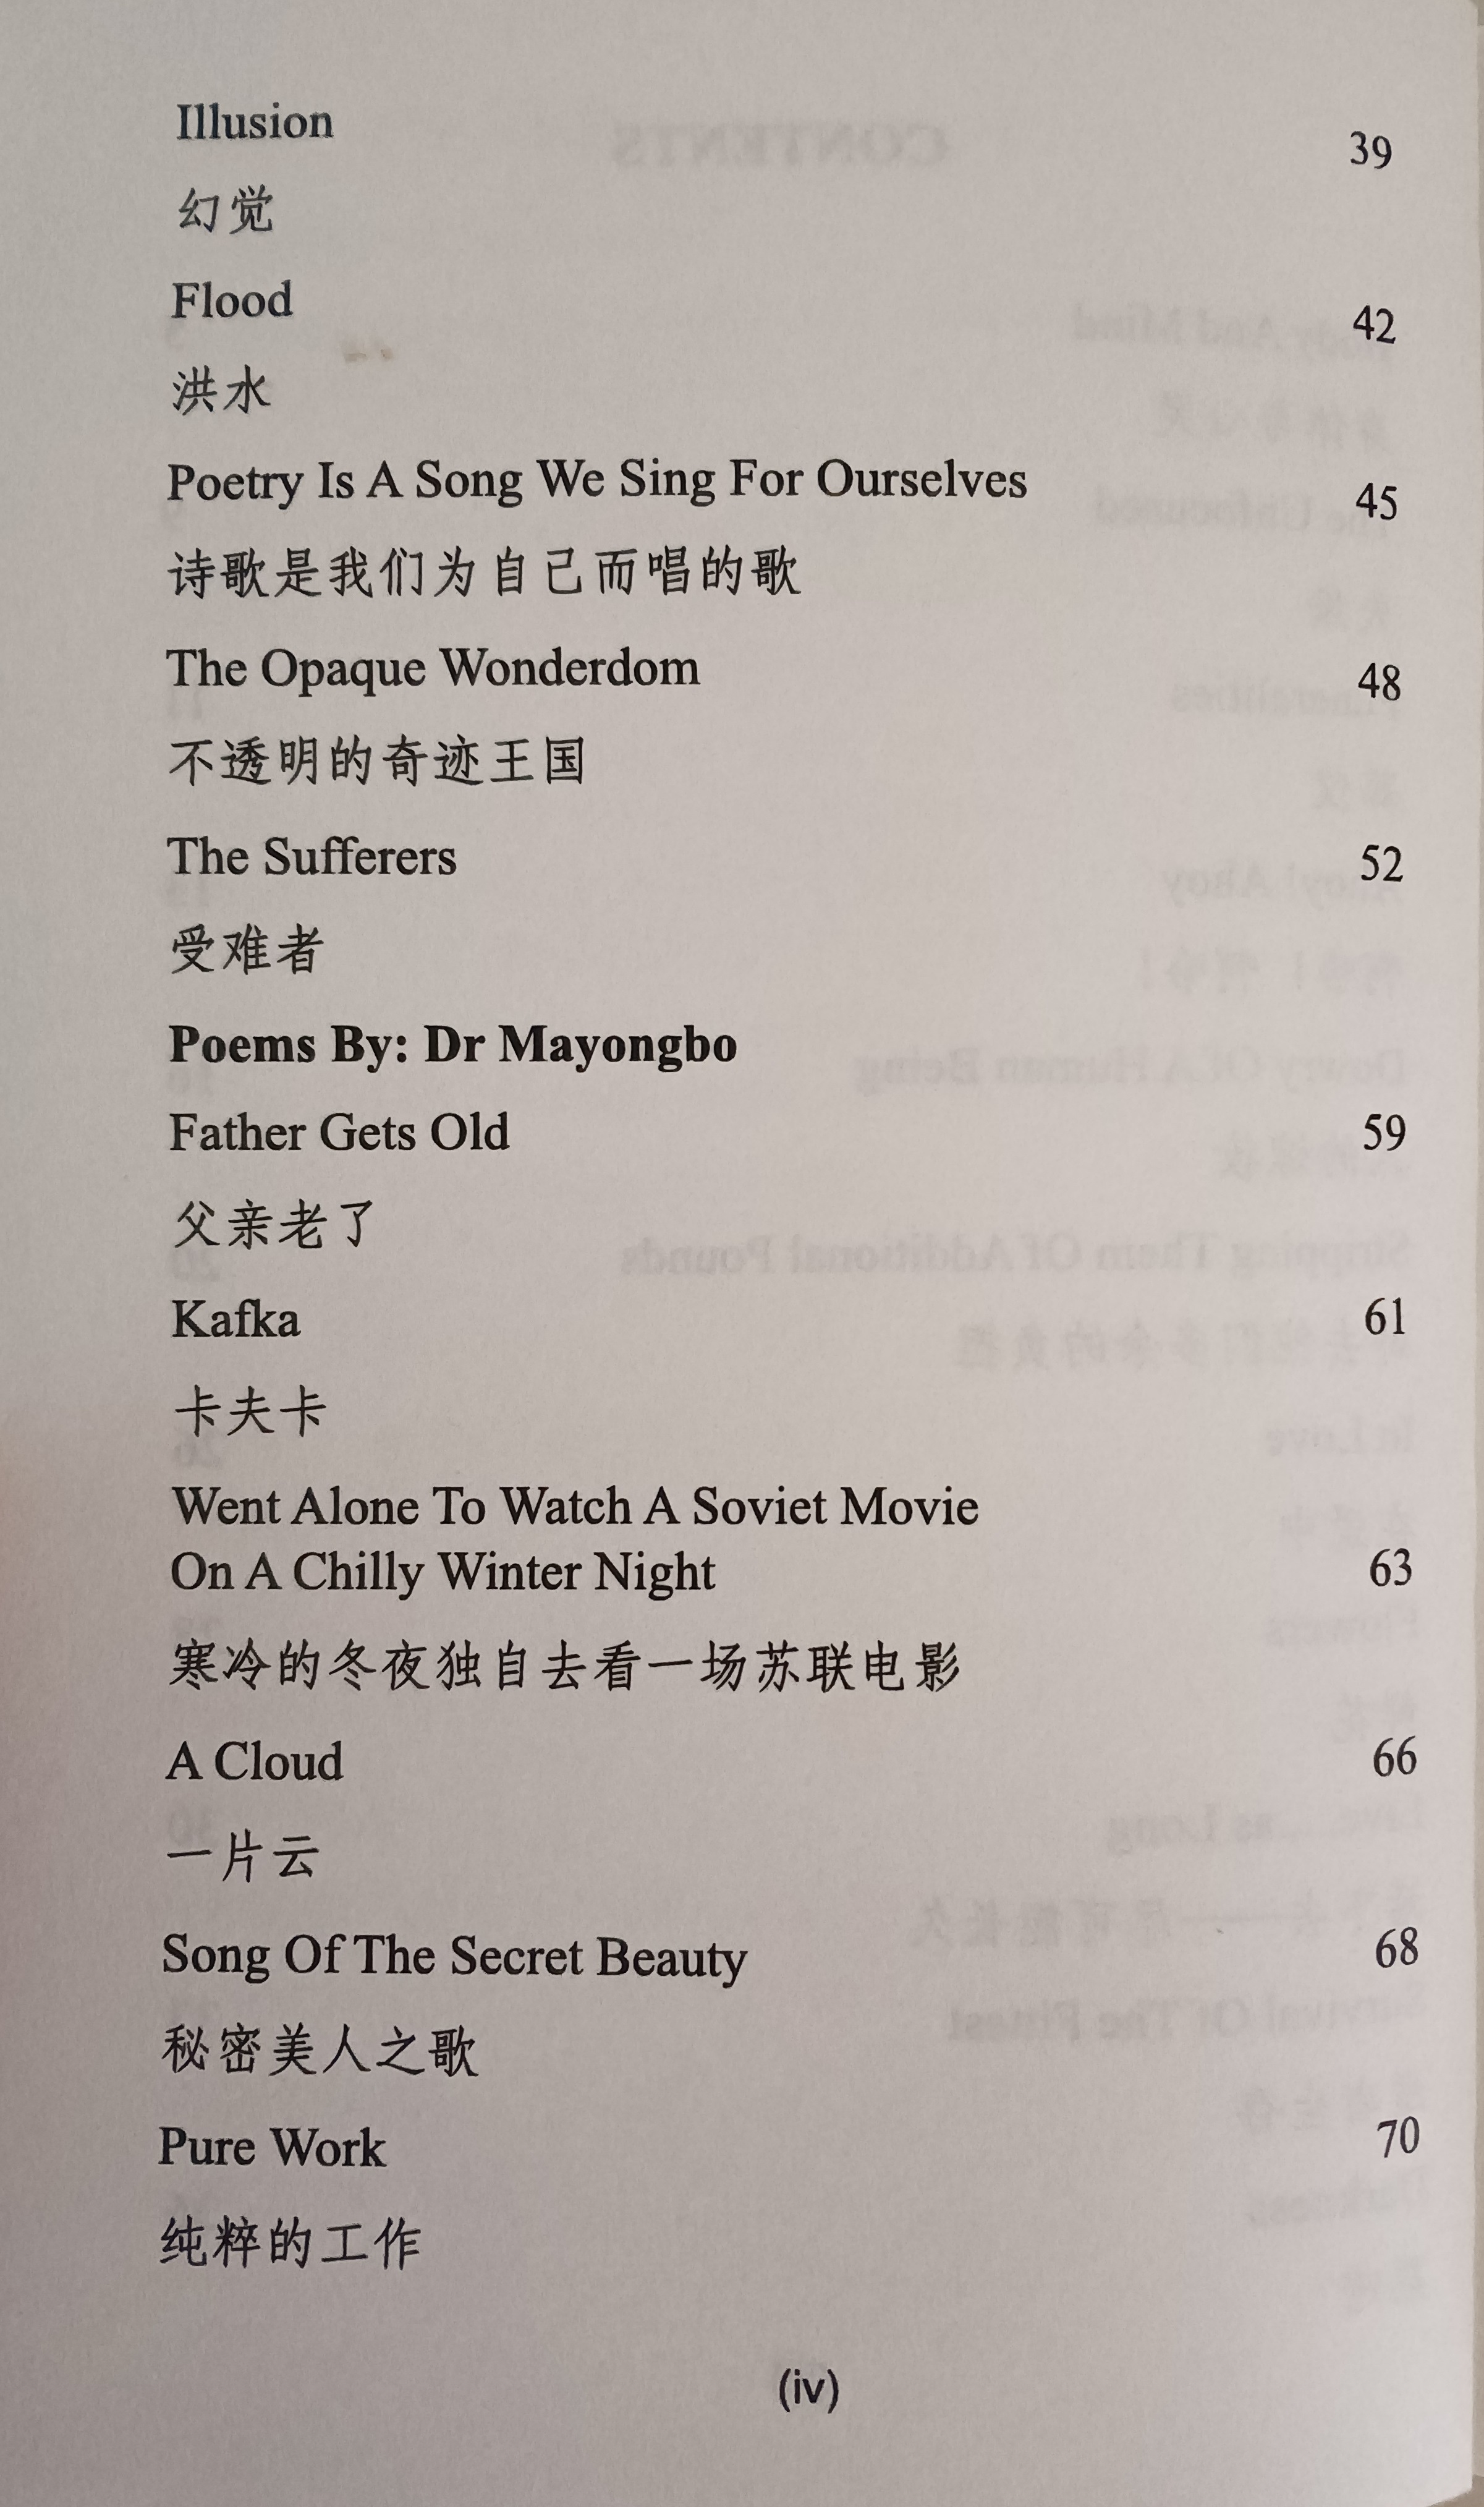 Illusion 39
幻觉
Flood 42
洪水
Poetry Is A Song We Sing For Ourselves 45
诗歌是我们为自己而唱的歌
The Opaque Wonderdom 48
不透明的奇迹王国
The Sufferers 52
受难者
Poems By: Dr Mayongbo
Father Gets Old 59
父亲老了
Kafka 61
卡夫卡
Went Alone To Watch A Soviet Movie
On A Chilly Winter Night 63
寒冷的冬夜独自去看一场苏联电影
A Cloud 66
一片云
Song Of The Secret Beauty 68
秘密美人之歌
Pure Work 70
纯粹的工作
(iv)